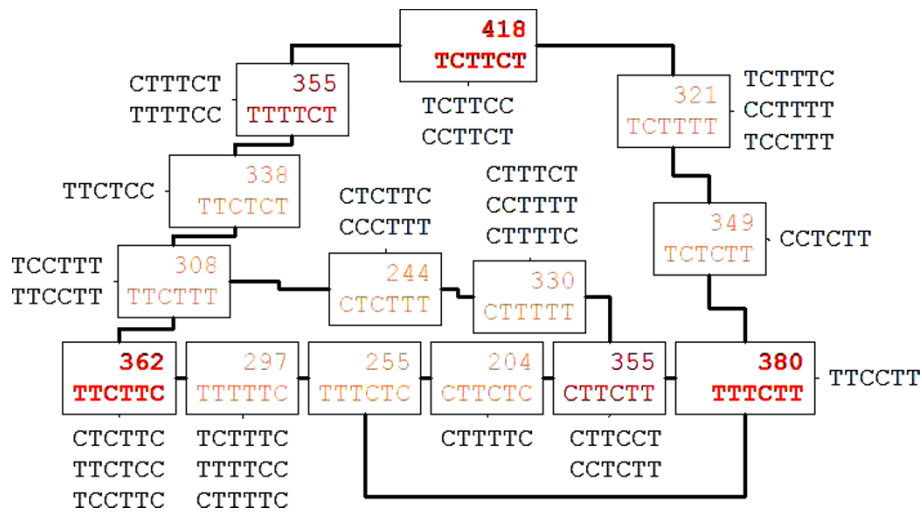 418
TCTTCT
TCTTCC
CCTTCT
CTTTCT
TTTTCC
355
TTTTCT
321
TCTTTT
TCTTTC
CCTTTT
TCCTTT
TTCTCC
338
TTCTCT
CTCTTC
CCCTTT
CTTTCT
CCTTTT
CTTTTC
349
TCTCTT
CCTCTT
TCCTTT
TTCCTT
308
TTCTTT
244
CTCTTT
330
CTTTTT
362
TTCTTC
297
TTTTTC
255
TTTCTC
204
CTTCTC
355
CTTCTT
380
TTTCTT
TTCCTT
CTCTTC
TTCTCC
TCCTTC
TCTTTC
TTTTCC
CTTTTC
CTTTTC
CTTCCT
CCTCTT